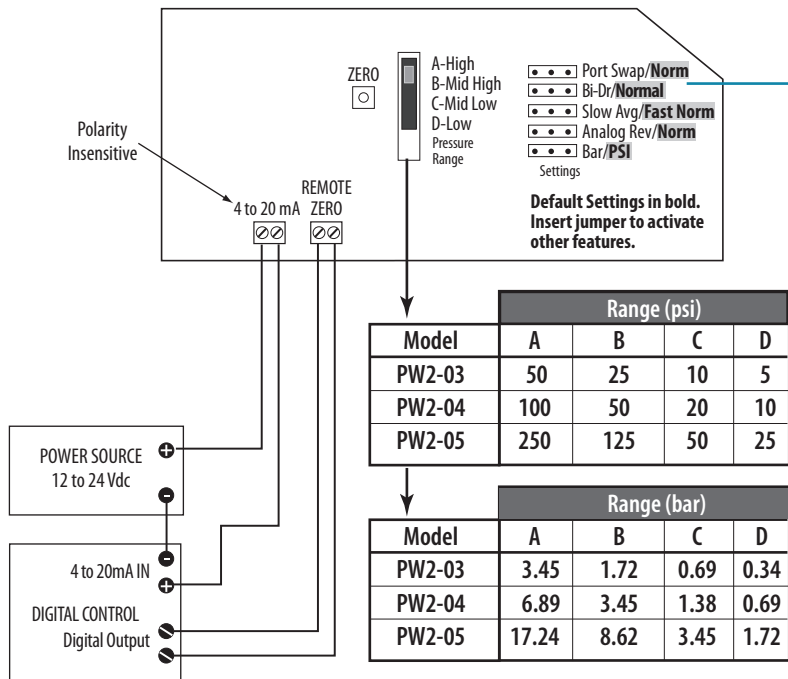 ZERO
A-High
B-Mid High
C-Mid Low
D-Low
Pressure
Range
Port Swap/Norm
Bi-Dr/Normal
Slow Avg/Fast Norm
Analog Rev/Norm
Bar/PSI
Settings
Default Settings in bold.
Insert jumper to activate
other features.
Polarity
Insensitive
4 to 20 mA
REMOTE
ZERO
Range (psi)
Model A B C D
PW2-03 50 25 10 5
PW2-04 100 50 20 10
PW2-05 250 125 50 25
POWER SOURCE
12 to 24 Vdc
+
-
Range (bar)
Model A B C D
PW2-03 3.45 1.72 0.69 0.34
PW2-04 6.89 3.45 1.38 0.69
PW2-05 17.24 8.62 3.45 1.72
-
4 to 20mA IN
+
DIGITAL CONTROL
Digital Output